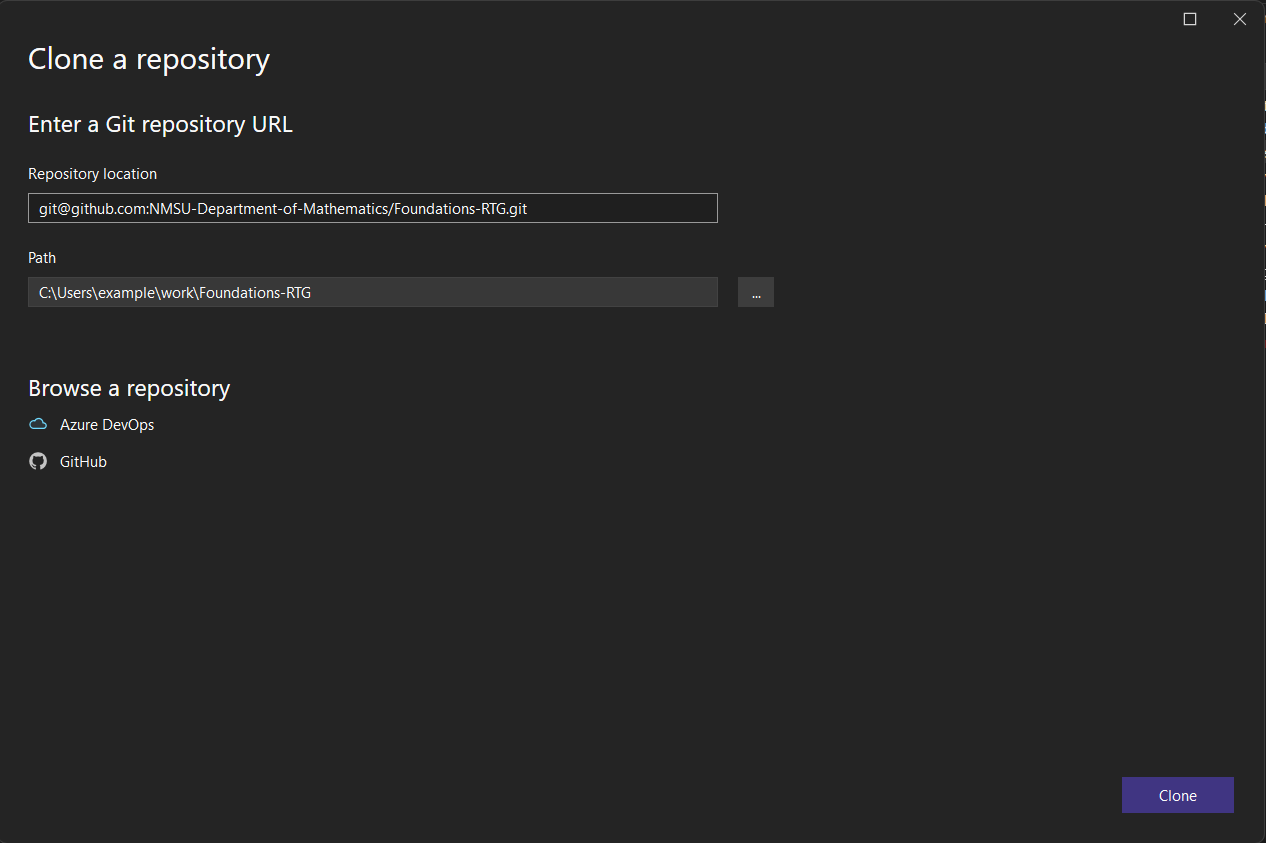 Clone a repository
Enter a Git repository URL
Repository location
git@github.com:NMSU-Department-of-Mathematics/Foundations-RTG.git
Path
C:\Users\example\work\Foundations-RTG
...
Browse a repository
Azure DevOps
GitHub
Clone